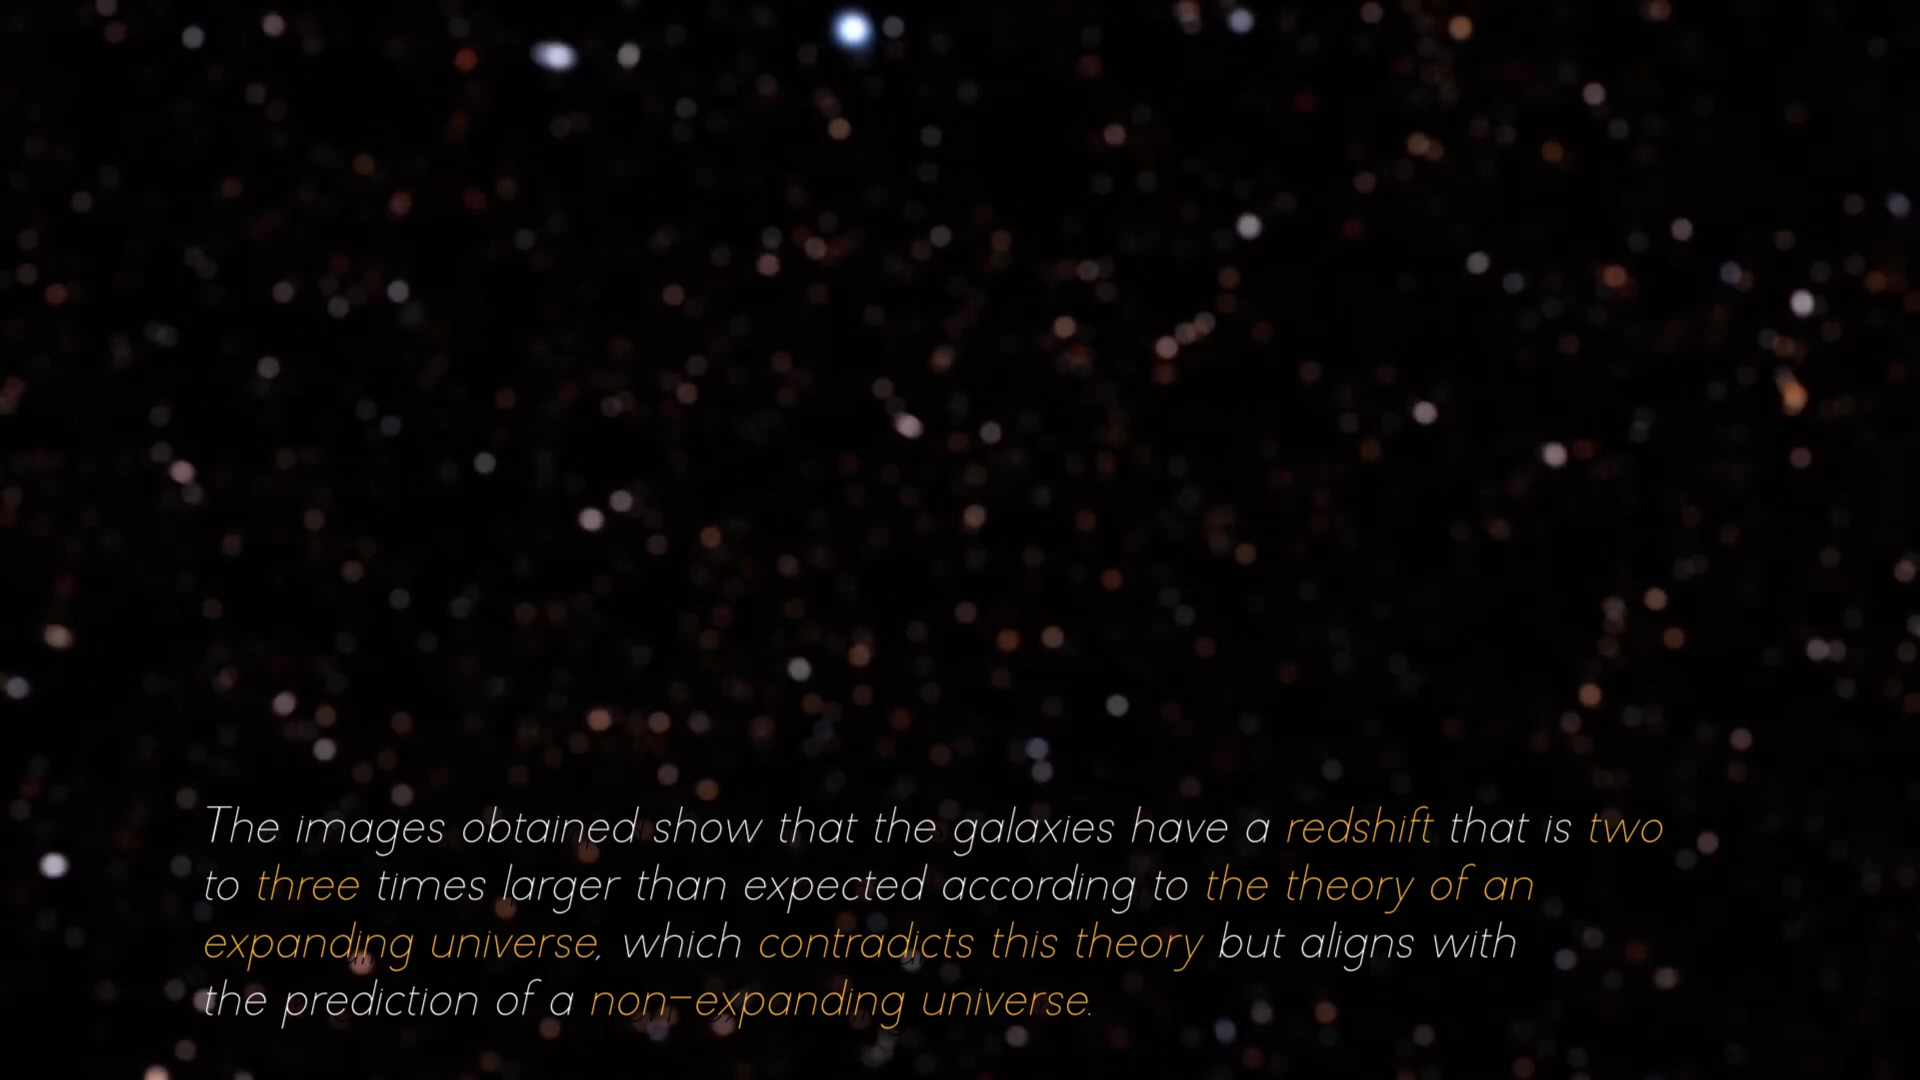 The images obtained show that the galaxies have a redshift that is two
to three times larger than expected according to the theory of an
expanding universe, which contradicts this theory but aligns with
the prediction of a non-expanding universe.